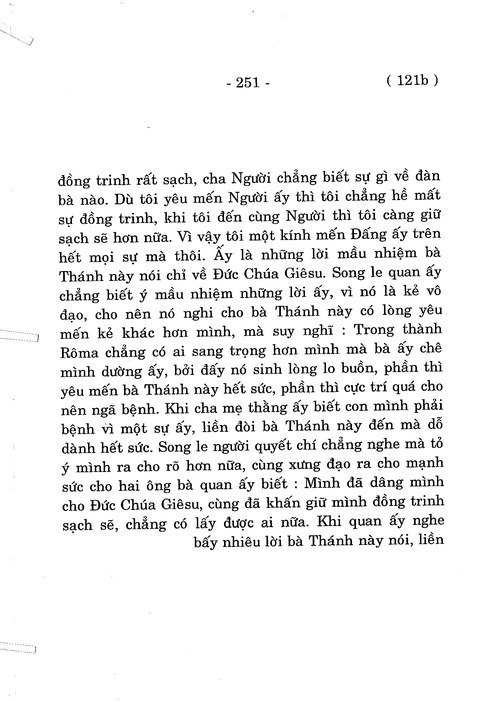 - 251 -
( 121b )
đồng trinh rất sạch, cha Người chẳng biết sự gì về đàn
bà nào. Dù tôi yêu mến Người ấy thì tôi chẳng hề mất
sự đồng trinh, khi tôi đến cùng Người thì tôi càng giữ
sạch sẽ hơn nữa. Vì vậy tôi một kính mến Đấng ấy trên
hết mọi sự mà thôi. Ấy là những lời mầu nhiệm bà
Thánh này nói chỉ về Đức Chúa Giêsu. Song le quan ấy
chẳng biết ý mầu nhiệm những lời ấy, vì nó là kẻ vô
đạo, cho nên nó nghi cho bà Thánh này có lòng yêu
mến kẻ khác hơn mình, mà suy nghĩ : Trong thành
Rôma chẳng có ai sang trọng hơn mình mà bà ấy chê
mình dường ấy, bởi đấy nó sinh lòng lo buồn, phần thì
yêu mến bà Thánh này hết sức, phần thì cực trí quá cho
nên ngã bệnh. Khi cha mẹ thằng ấy biết con mình phải
bệnh vì một sự ấy, liền đòi bà Thánh này đến mà dỗ
dành hết sức. Song le người quyết chí chẳng nghe mà tỏ
ý mình ra cho rõ hơn nữa, cùng xưng đạo ra cho mạnh
sức cho hai ông bà quan ấy biết : Mình đã dâng mình
cho Đức Chúa Giêsu, cùng đã khấn giữ mình đồng trinh
sạch sẽ, chẳng có lấy được ai nữa. Khi quan ấy nghe
bấy nhiêu lời bà Thánh này nói, liền